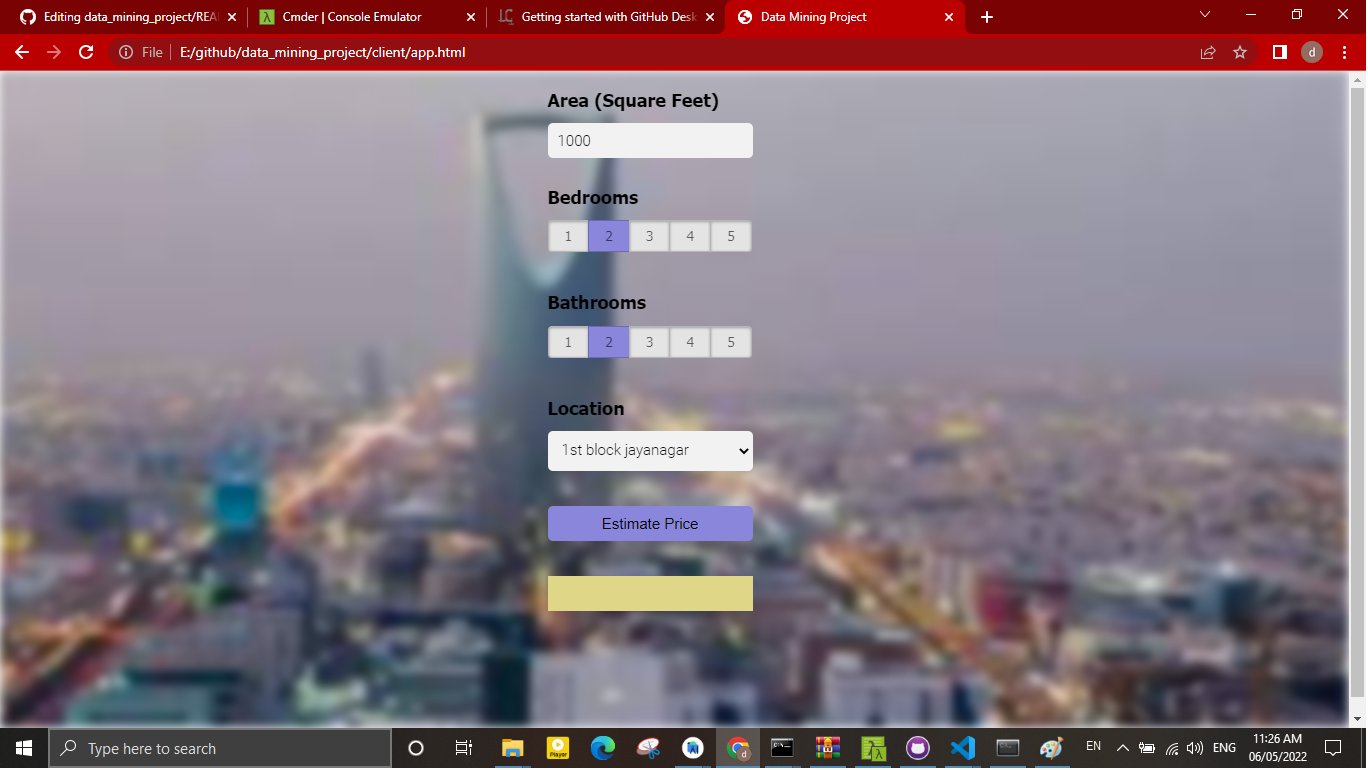 Editing data_mining_project/REA
Cmder | Console Emulator
Getting started with GitHub Desk
Data Mining Project
File
E:/github/data_mining_project/client/app.html
d
Area (Square Feet)
1000
Bedrooms
1 2 3 4 5
Bathrooms
1 2 3 4 5
Location
1st block jayanagar
Estimate Price
Type here to search
Player
EN
ENG
11:26 AM
06/05/2022